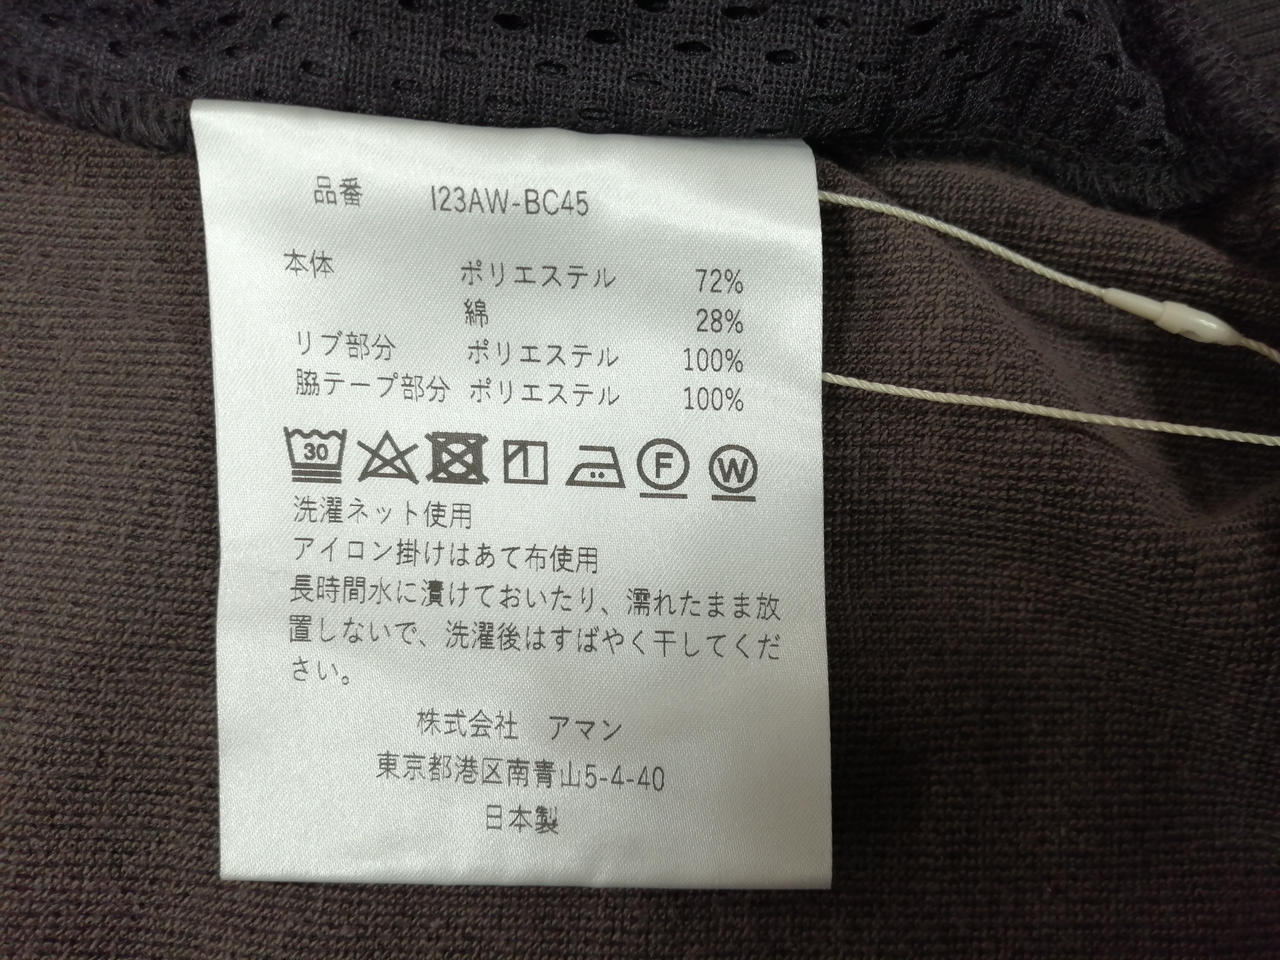 品番 I23AW-BC45
本体 ポリエステル 72%
綿 28%
リブ部分 ポリエステル 100%
脇テープ部分 ポリエステル 100%
30 F W
洗濯ネット使用
アイロン掛けはあて布使用
長時間水に漬けておいたり、濡れたまま放
置しないで、洗濯後はすばやく干してくだ
さい。
株式会社 アマン
東京都港区南青山5-4-40
日本製